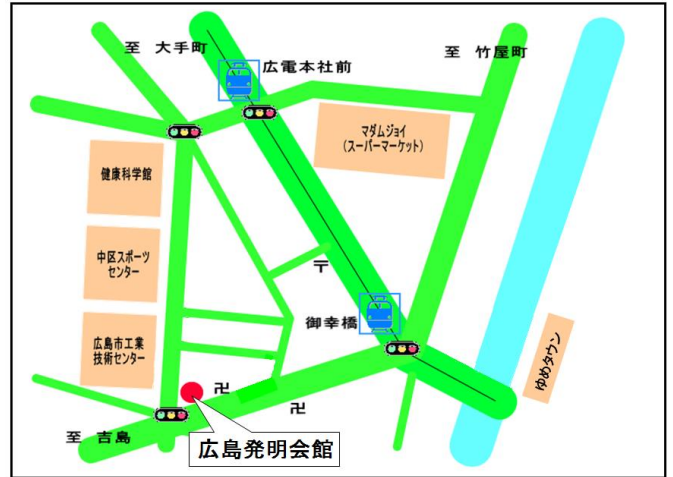 至 大手町
広電本社前
至 竹屋町
マダムジョイ
(スーパーマーケット)
健康科学館
中区スポーツ
センター
〒
御幸橋
広島市工業
技術センター
ゆめタウン
卍
卍
至 吉島
広島発明会館